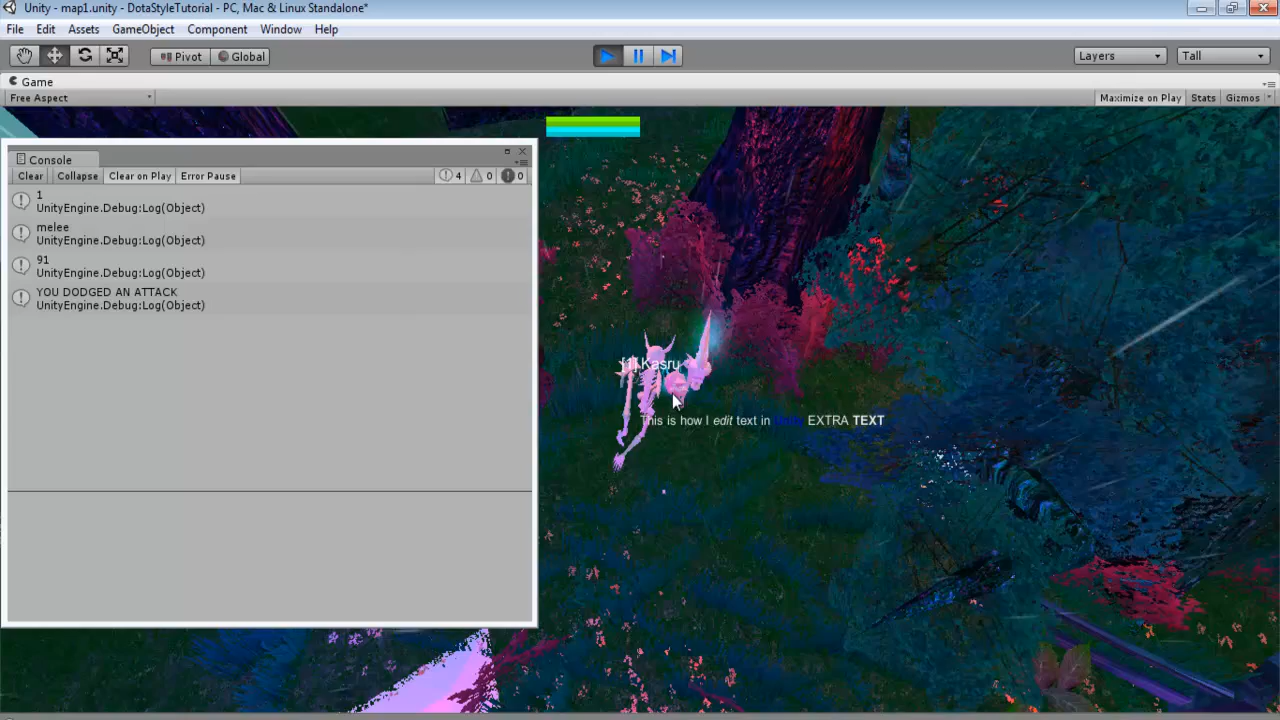 Unity - map1.unity - DotaStyleTutorial - PC, Mac & Linux Standalone*
File Edit Assets GameObject Component Window Help
Pivot Global Layers Tall
Game
Free Aspect Maximize on Play Stats Gizmos
Console
Clear Collapse Clear on Play Error Pause 4 0 0
1
UnityEngine.Debug:Log(Object)
melee
UnityEngine.Debug:Log(Object)
91
UnityEngine.Debug:Log(Object)
YOU DODGED AN ATTACK
UnityEngine.Debug:Log(Object)
[1] Kasru
This is how I edit text in EXTRA TEXT